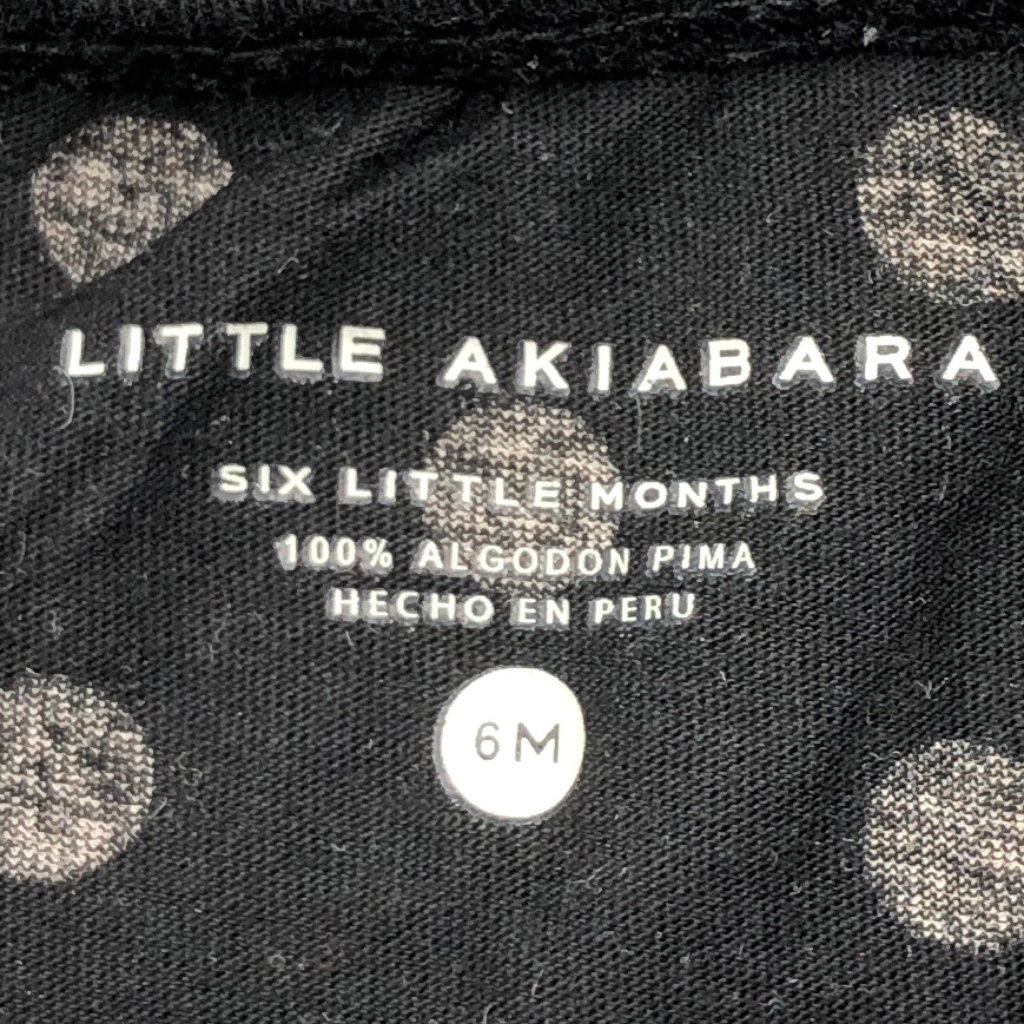 LITTLE AKIABARA
SIX LITTLE MONTHS
100% ALGODON PIMA
HECHO EN PERU
6M